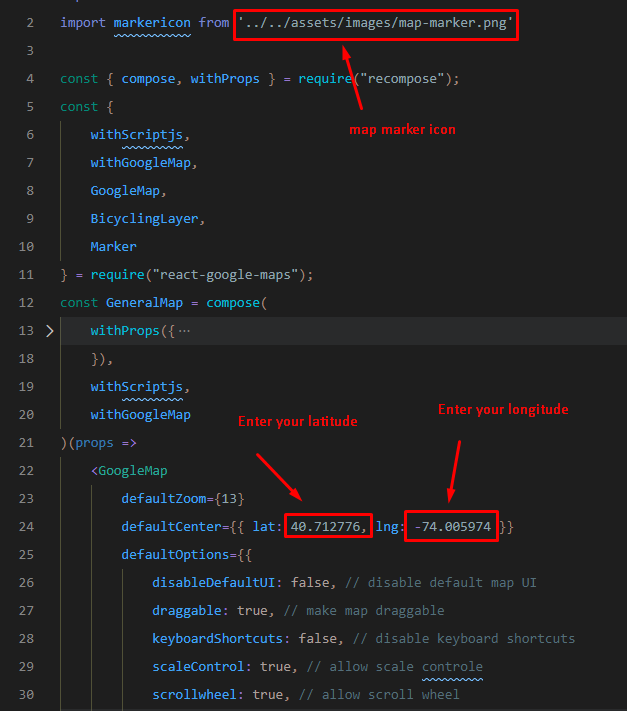 2 import markericon from '../../assets/images/map-marker.png'
3
4 const { compose, withProps } = require("recompose");
map marker icon
5 const {
6 withScriptjs,
7 withGoogleMap,
8 GoogleMap,
9 BicyclingLayer,
10 Marker
11 } = require("react-google-maps");
12 const GeneralMap = compose(
13 withProps({ ···
18 }),
19 withScriptjs,
20 withGoogleMap
Enter your latitude
Enter your longitude
21 )(props =>
22 <GoogleMap
23 defaultZoom={13}
24 defaultCenter={{ lat: 40.712776, lng: -74.005974 }}
25 defaultOptions={{
26 disableDefaultUI: false, // disable default map UI
27 draggable: true, // make map draggable
28 keyboardShortcuts: false, // disable keyboard shortcuts
29 scaleControl: true, // allow scale controle
30 scrollwheel: true, // allow scroll wheel